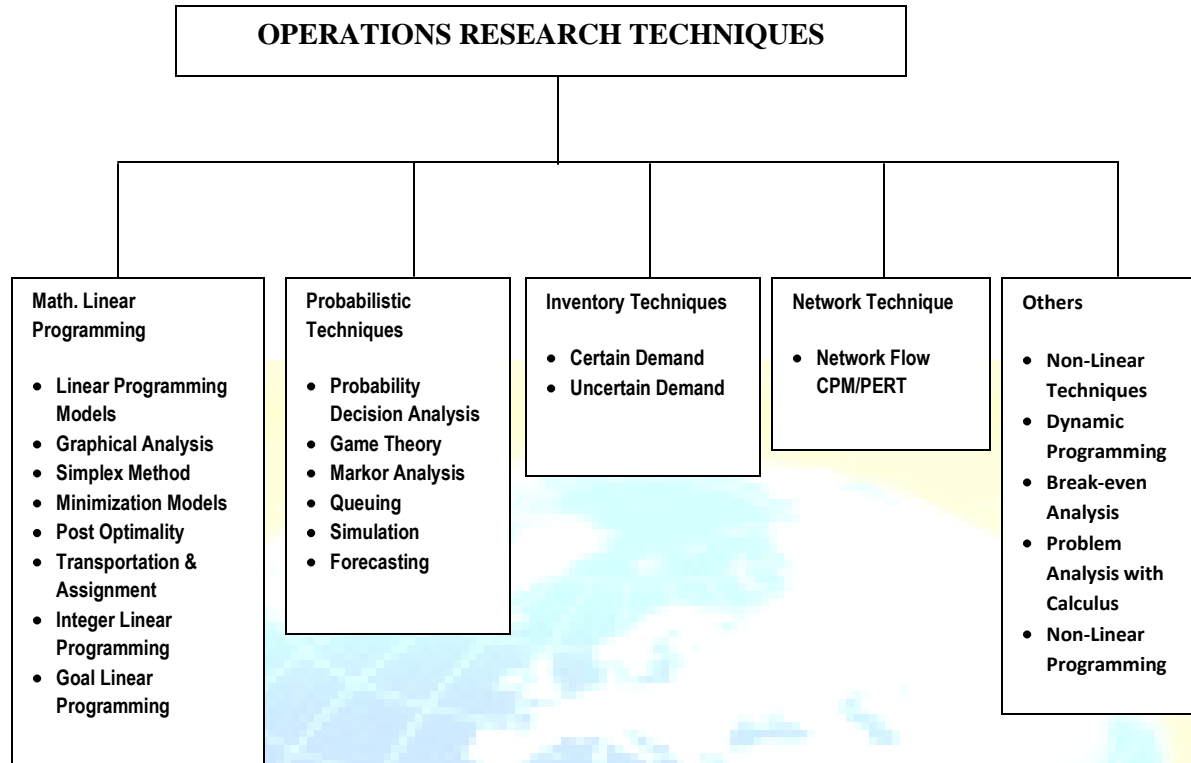 OPERATIONS RESEARCH TECHNIQUES
Math. Linear
Programming
• Linear Programming
Models
• Graphical Analysis
• Simplex Method
• Minimization Models
• Post Optimality
• Transportation &
Assignment
• Integer Linear
Programming
• Goal Linear
Programming
Probabilistic
Techniques
• Probability
Decision Analysis
• Game Theory
• Markor Analysis
• Queuing
• Simulation
• Forecasting
Inventory Techniques
• Certain Demand
• Uncertain Demand
Network Technique
• Network Flow
CPM/PERT
Others
• Non-Linear
Techniques
• Dynamic
Programming
• Break-even
Analysis
• Problem
Analysis with
Calculus
• Non-Linear
Programming